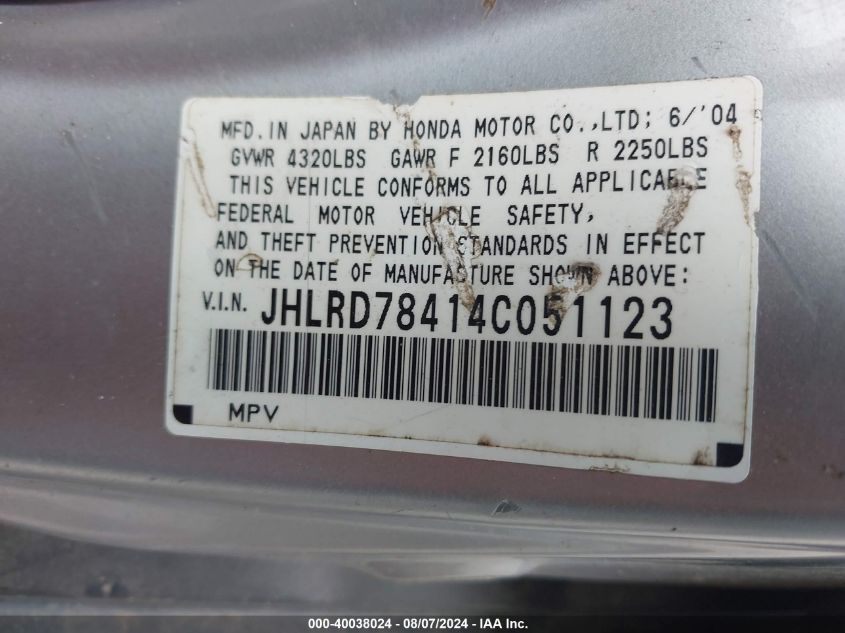 MFD. IN JAPAN BY HONDA MOTOR CO.,LTD; 6/'04
GVWR 4320LBS GAWR F 2160LBS R 2250LBS
THIS VEHICLE CONFORMS TO ALL APPLICABLE
FEDERAL MOTOR VEHICLE SAFETY,
AND THEFT PREVENTION STANDARDS IN EFFECT
ON THE DATE OF MANUFACTURE SHOWN ABOVE:
V.I.N. JHLRD78414C051123
MPV
000-40038024 - 08/07/2024 - IAA Inc.